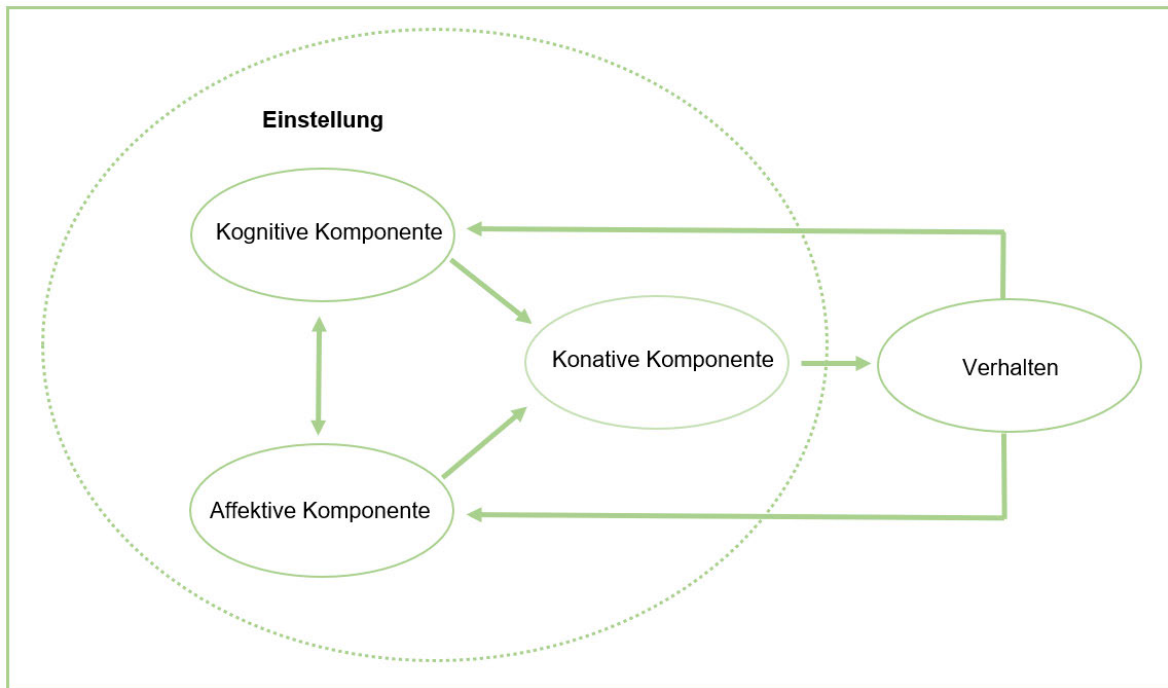 Einstellung
Kognitive Komponente
Konative Komponente
Verhalten
Affektive Komponente